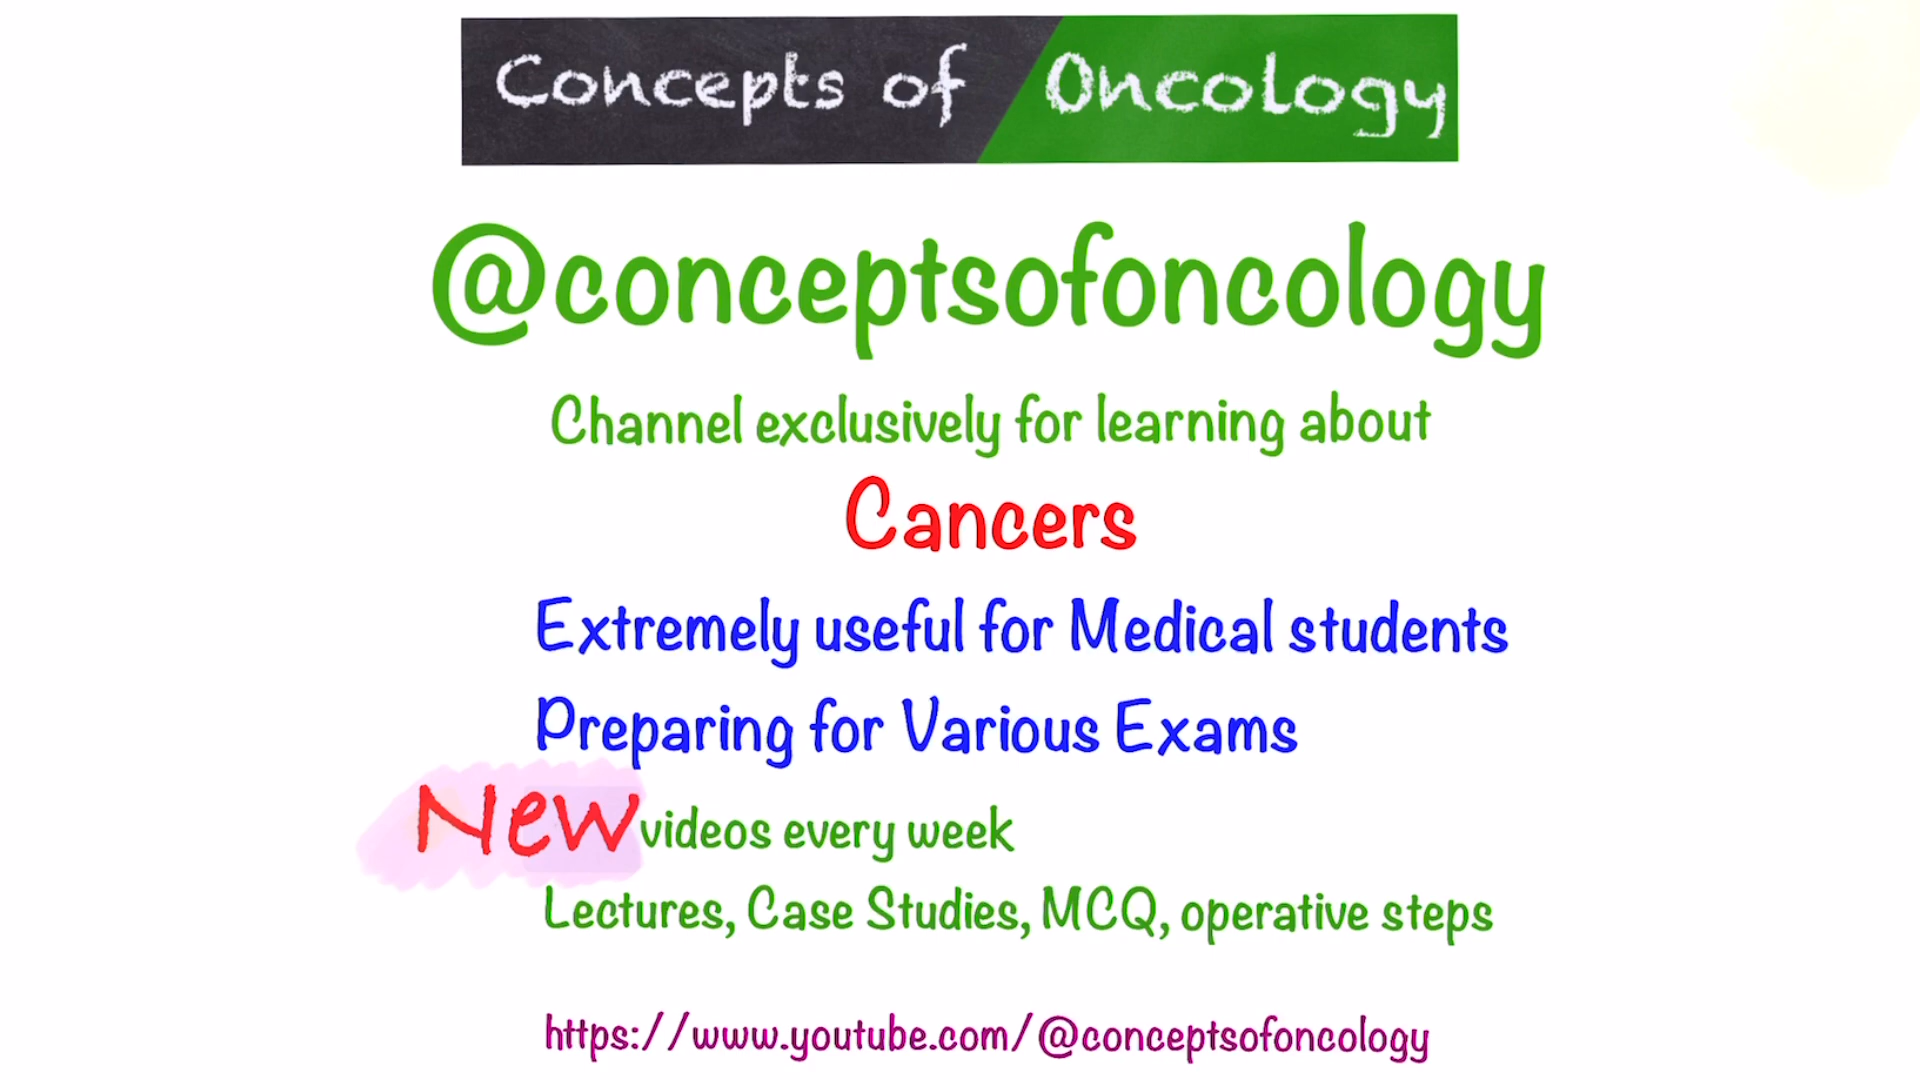 Concepts of Oncology
@conceptsofoncology
Channel exclusively for learning about
Cancers
Extremely useful for Medical students
Preparing for Various Exams
New videos every week
Lectures, Case Studies, MCQ, operative steps
https://www.youtube.com/@conceptsofoncology